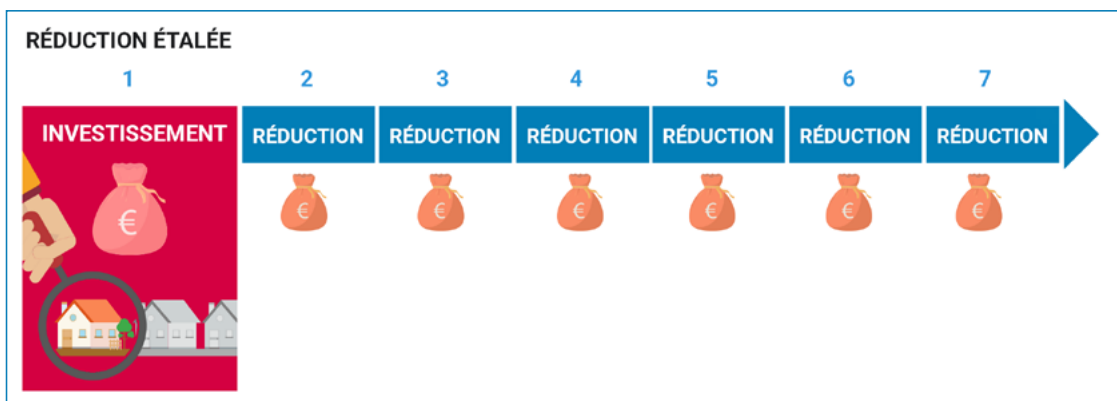 RÉDUCTION ÉTALÉE
1 2 3 4 5 6 7
INVESTISSEMENT RÉDUCTION RÉDUCTION RÉDUCTION RÉDUCTION RÉDUCTION RÉDUCTION
€ € € € € € €